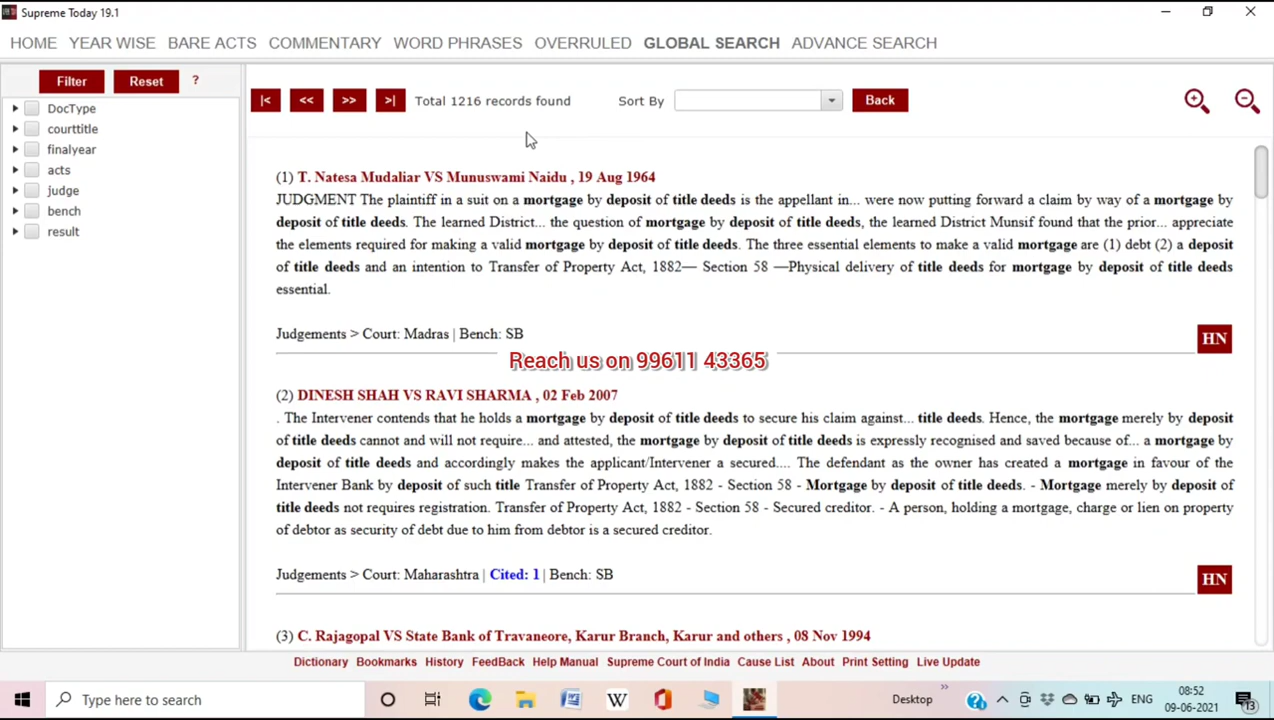 Supreme Today 19.1
HOME YEAR WISE BARE ACTS COMMENTARY WORD PHRASES OVERRULED GLOBAL SEARCH ADVANCE SEARCH
Filter Reset ?
|< << >> >| Total 1216 records found Sort By Back
DocType
courttitle
finalyear
acts
judge
bench
result
(1) T. Natesa Mudaliar VS Munuswami Naidu , 19 Aug 1964
JUDGMENT The plaintiff in a suit on a mortgage by deposit of title deeds is the appellant in... were now putting forward a claim by way of a mortgage by
deposit of title deeds. The learned District... the question of mortgage by deposit of title deeds, the learned District Munsif found that the prior... appreciate
the elements required for making a valid mortgage by deposit of title deeds. The three essential elements to make a valid mortgage are (1) debt (2) a deposit
of title deeds and an intention to Transfer of Property Act, 1882— Section 58 —Physical delivery of title deeds for mortgage by deposit of title deeds
essential.
Judgements > Court: Madras | Bench: SB
HN
Reach us on 99611 43365
(2) DINESH SHAH VS RAVI SHARMA , 02 Feb 2007
. The Intervener contends that he holds a mortgage by deposit of title deeds to secure his claim against... title deeds. Hence, the mortgage merely by deposit
of title deeds cannot and will not require... and attested, the mortgage by deposit of title deeds is expressly recognised and saved because of... a mortgage by
deposit of title deeds and accordingly makes the applicant/Intervener a secured.... The defendant as the owner has created a mortgage in favour of the
Intervener Bank by deposit of such title Transfer of Property Act, 1882 - Section 58 - Mortgage by deposit of title deeds. - Mortgage merely by deposit of
title deeds not requires registration. Transfer of Property Act, 1882 - Section 58 - Secured creditor. - A person, holding a mortgage, charge or lien on property
of debtor as security of debt due to him from debtor is a secured creditor.
Judgements > Court: Maharashtra | Cited: 1 | Bench: SB
HN
(3) C. Rajagopal VS State Bank of Travaneore, Karur Branch, Karur and others , 08 Nov 1994
Dictionary Bookmarks History FeedBack Help Manual Supreme Court of India Cause List About Print Setting Live Update
Type here to search W Desktop » ENG 08:52
09-06-2021 13